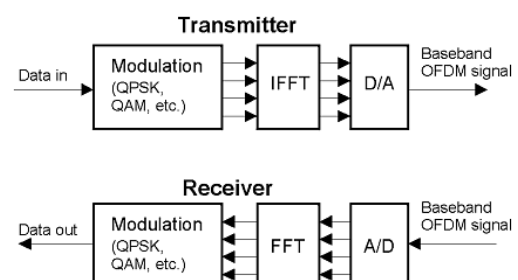 Transmitter
Data in
Modulation
(QPSK,
QAM, etc.)
IFFT
D/A
Baseband
OFDM signal
Receiver
Data out
Modulation
(QPSK,
QAM, etc.)
FFT
A/D
Baseband
OFDM signal